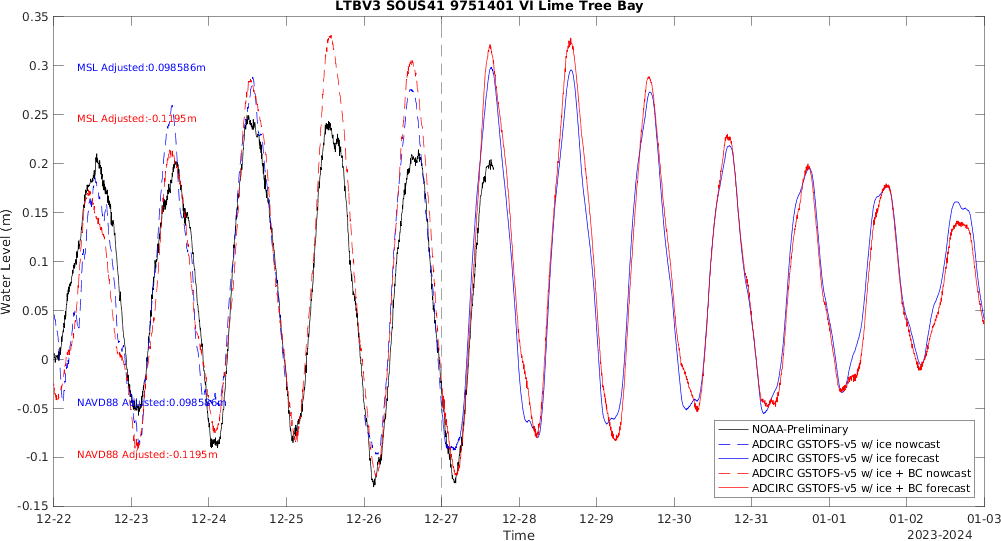 LTBV3 SOUS41 9751401 VI Lime Tree Bay
0.35
0.3
0.25
0.2
0.15
0.1
0.05
0
-0.05
-0.1
-0.15
Water Level (m)
MSL Adjusted:0.098586m
MSL Adjusted:-0.1195m
NAVD88 Adjusted:0.098586m
NAVD88 Adjusted:-0.1195m
NOAA-Preliminary
ADCIRC GSTOFS-v5 w/ ice nowcast
ADCIRC GSTOFS-v5 w/ ice forecast
ADCIRC GSTOFS-v5 w/ ice + BC nowcast
ADCIRC GSTOFS-v5 w/ ice + BC forecast
12-22 12-23 12-24 12-25 12-26 12-27 12-28 12-29 12-30 12-31 01-01 01-02 01-03
Time
2023-2024